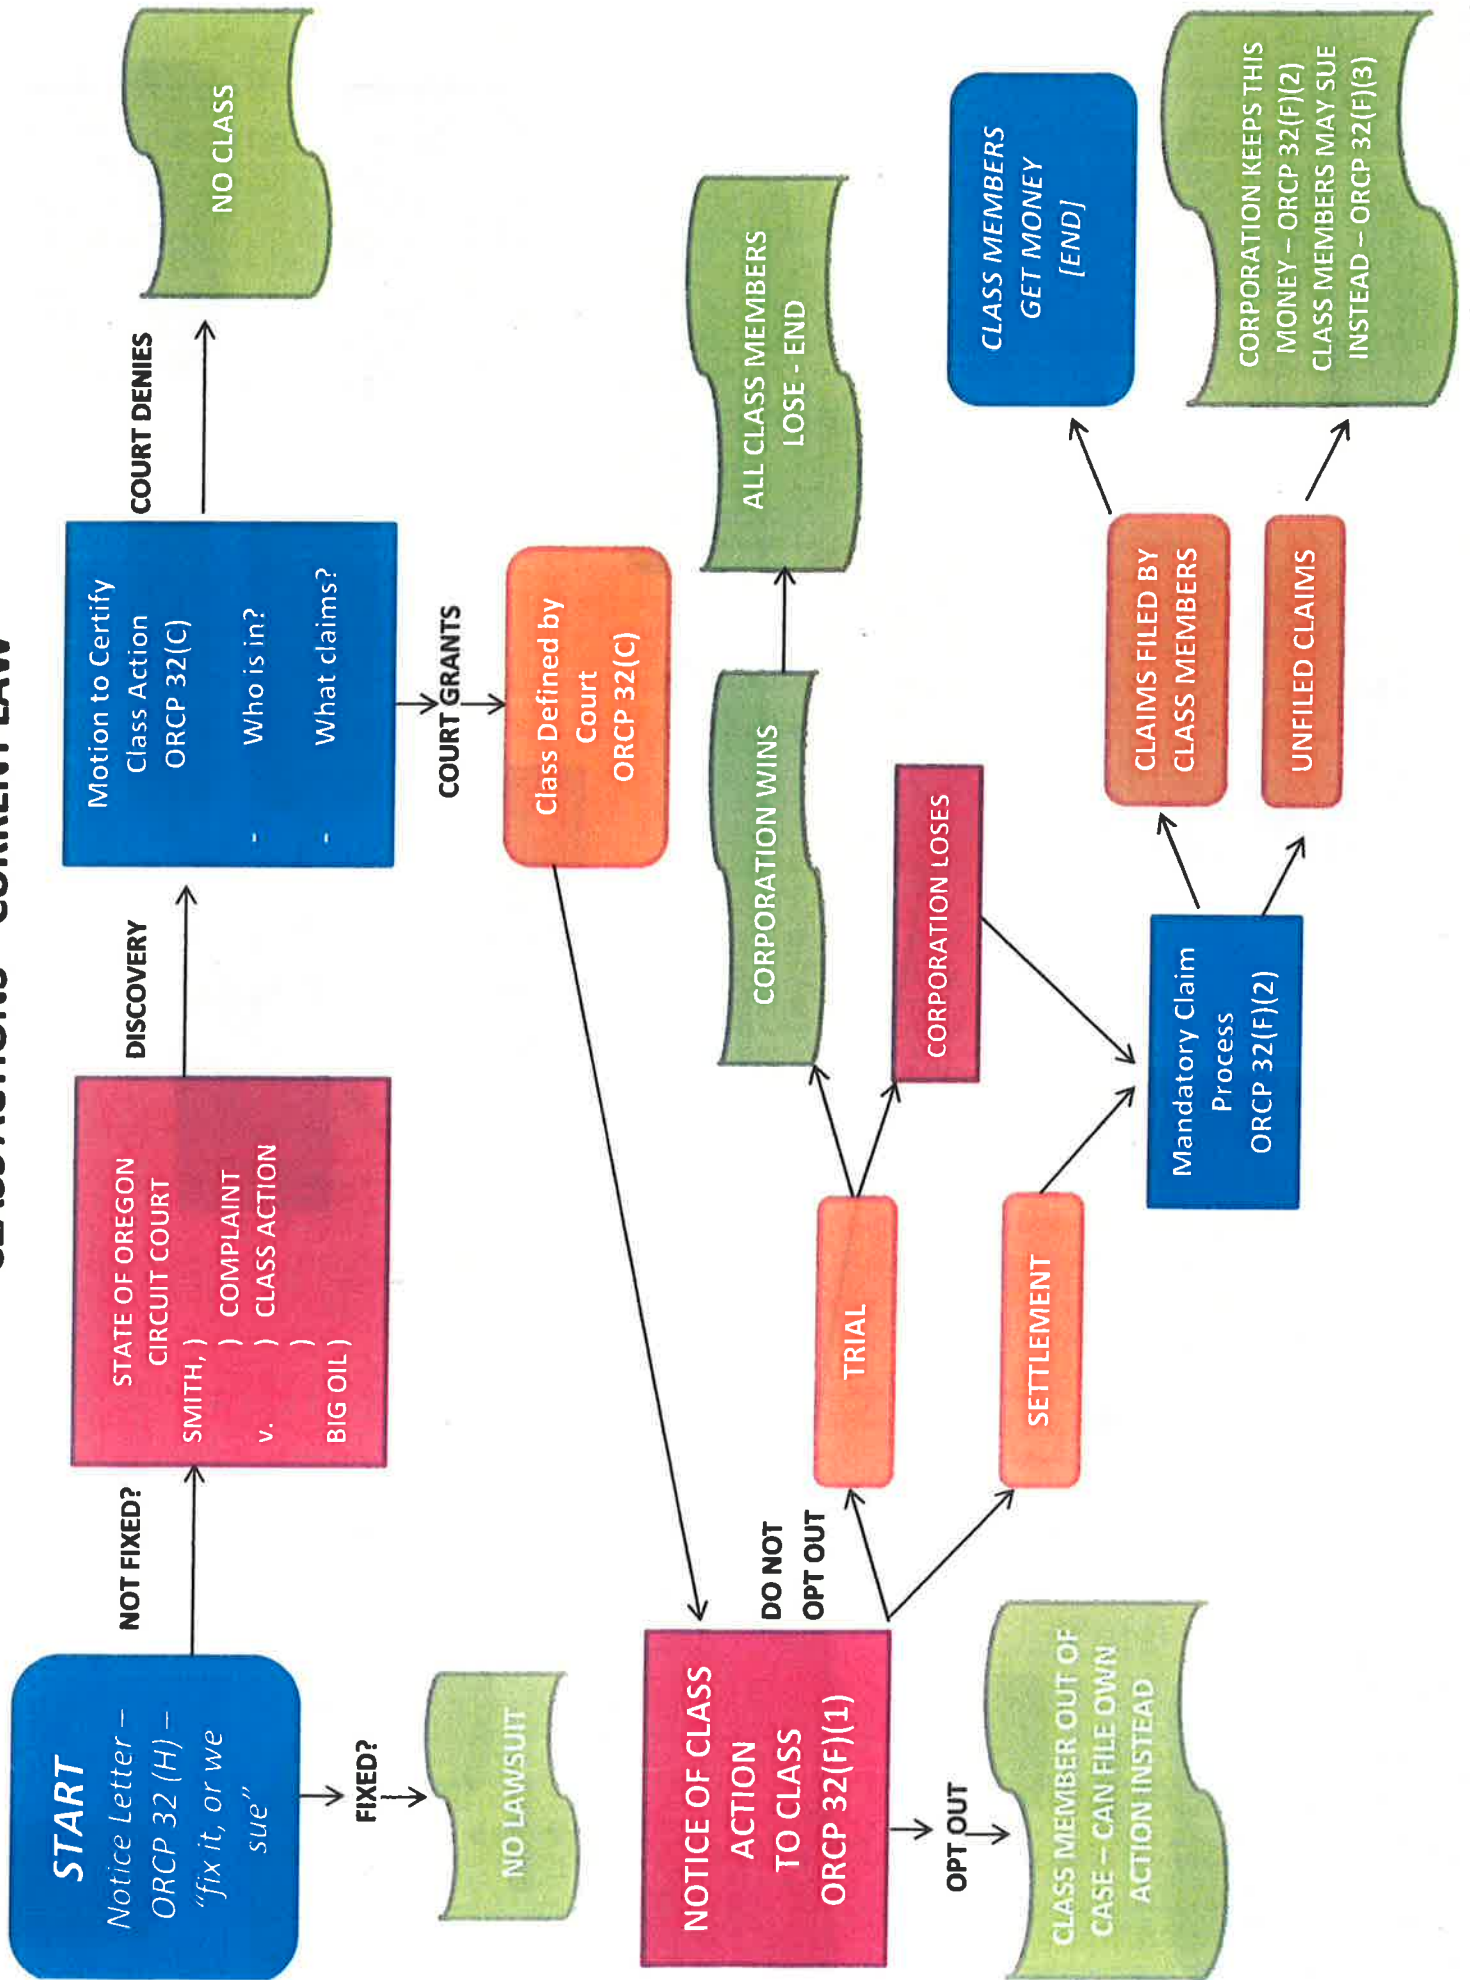 CLASS ACTIONS - CURRENT LAW
START
Notice Letter –
ORCP 32 (H) –
"fix it, or we
sue"
NOT FIXED?
STATE OF OREGON
CIRCUIT COURT
SMITH, )
) COMPLAINT
v. ) CLASS ACTION
)
BIG OIL )
DISCOVERY
Motion to Certify
Class Action
ORCP 32(C)
- Who is in?
- What claims?
COURT DENIES
NO CLASS
FIXED?
NO LAWSUIT
COURT GRANTS
Class Defined by
Court
ORCP 32(C)
NOTICE OF CLASS
ACTION
TO CLASS
ORCP 32(F)(1)
DO NOT
OPT OUT
OPT OUT
CLASS MEMBER OUT OF
CASE – CAN FILE OWN
ACTION INSTEAD
TRIAL
SETTLEMENT
CORPORATION WINS
ALL CLASS MEMBERS
LOSE - END
CORPORATION LOSES
Mandatory Claim
Process
ORCP 32(F)(2)
CLAIMS FILED BY
CLASS MEMBERS
UNFILED CLAIMS
CLASS MEMBERS
GET MONEY
[END]
CORPORATION KEEPS THIS
MONEY – ORCP 32(F)(2)
CLASS MEMBERS MAY SUE
INSTEAD – ORCP 32(F)(3)